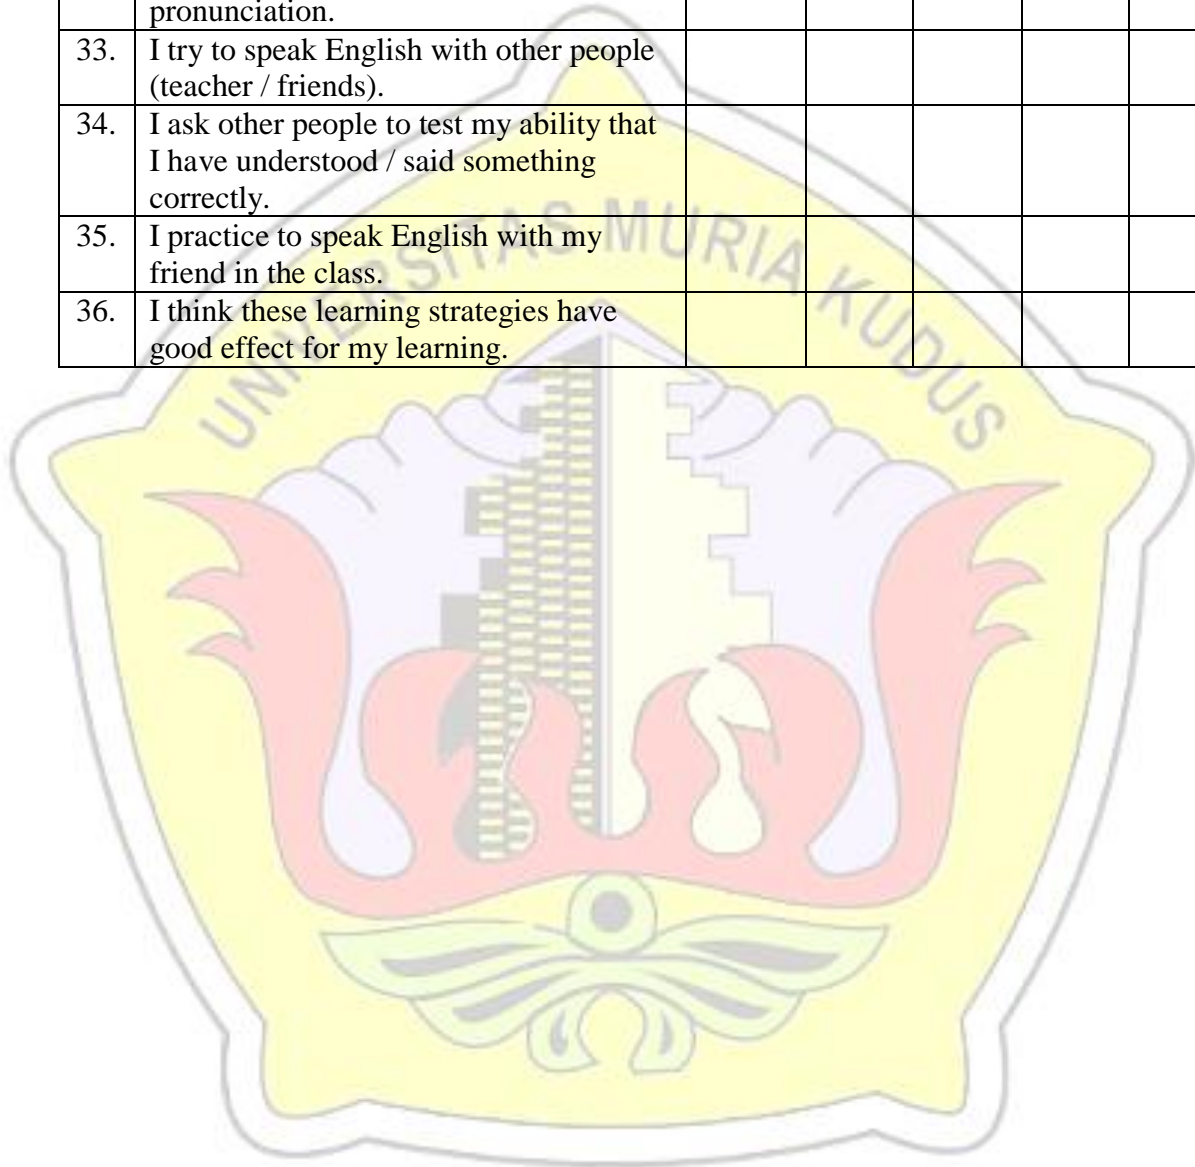 pronunciation.
33. I try to speak English with other people
(teacher / friends).
34. I ask other people to test my ability that
I have understood / said something
correctly.
35. I practice to speak English with my
friend in the class.
36. I think these learning strategies have
good effect for my learning.
UNIVERSITAS MURIA KUDUS